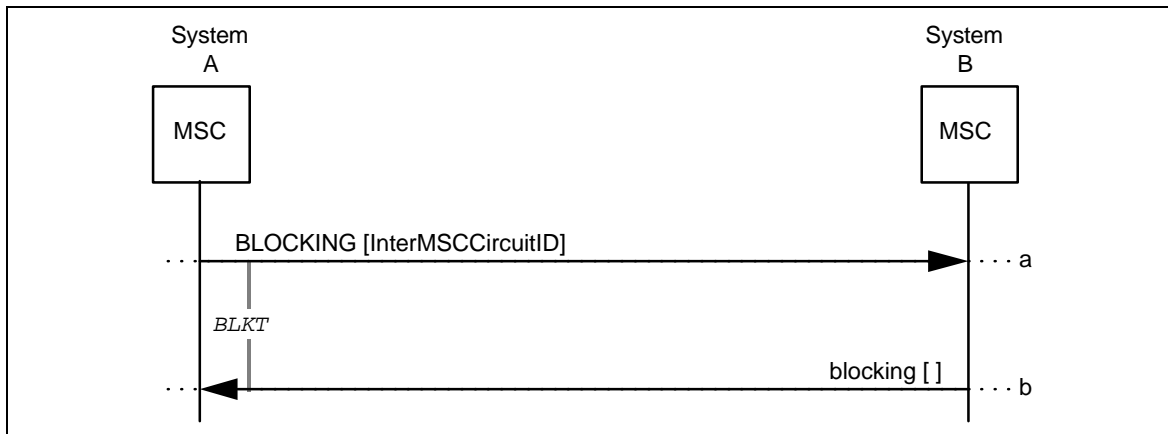 System
A
System
B
MSC
MSC
BLOCKING [InterMSCCircuitID]
a
BLKT
blocking [ ]
b